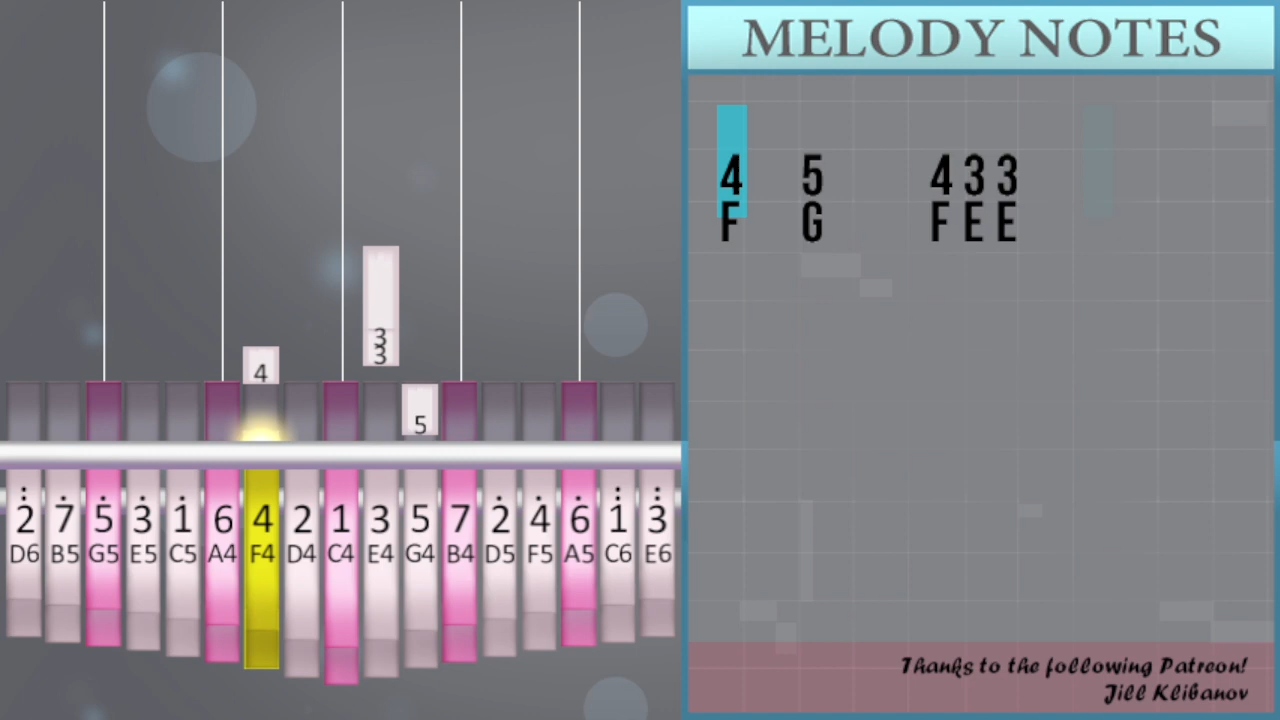 MELODY NOTES
4 5 4 3 3
F G F E E
3
4 3
5
2 7 5 3 1 6 4 2 1 3 5 7 2 4 6 1 3
D6 B5 G5 E5 C5 A4 F4 D4 C4 E4 G4 B4 D5 F5 A5 C6 E6
Thanks to the following Patreon!
Jill Klibanov